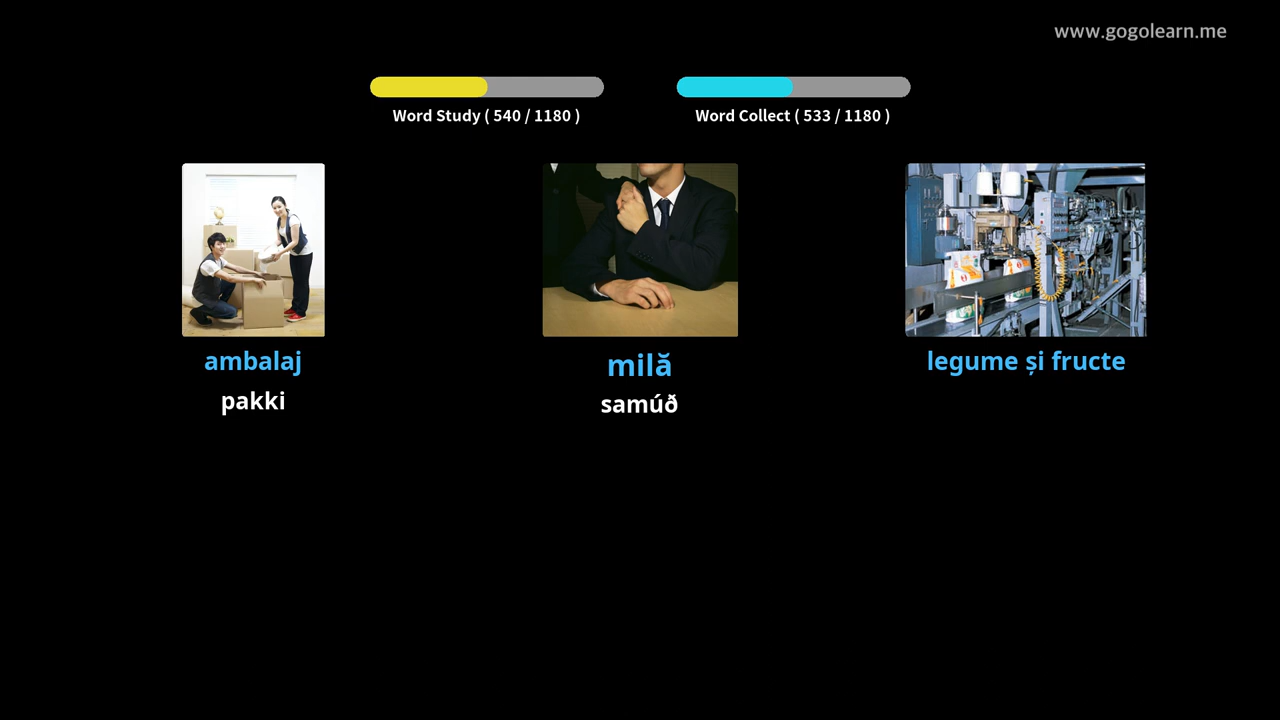 www.gogolearn.me
Word Study ( 540 / 1180 )
Word Collect ( 533 / 1180 )
ambalaj
pakki
milă
samúð
legume și fructe